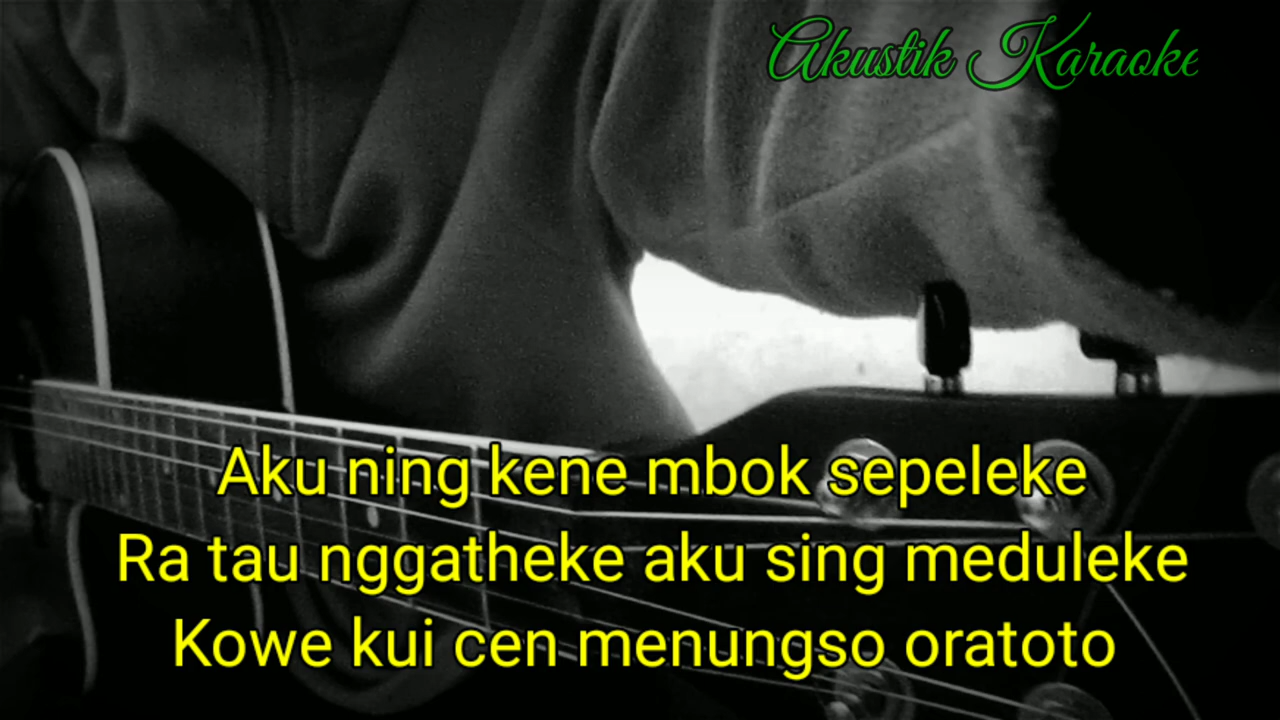 Akustik Karaoke
Aku ning kene mbok sepeleke
Ra tau nggatheke aku sing meduleke
Kowe kui cen menungso oratoto